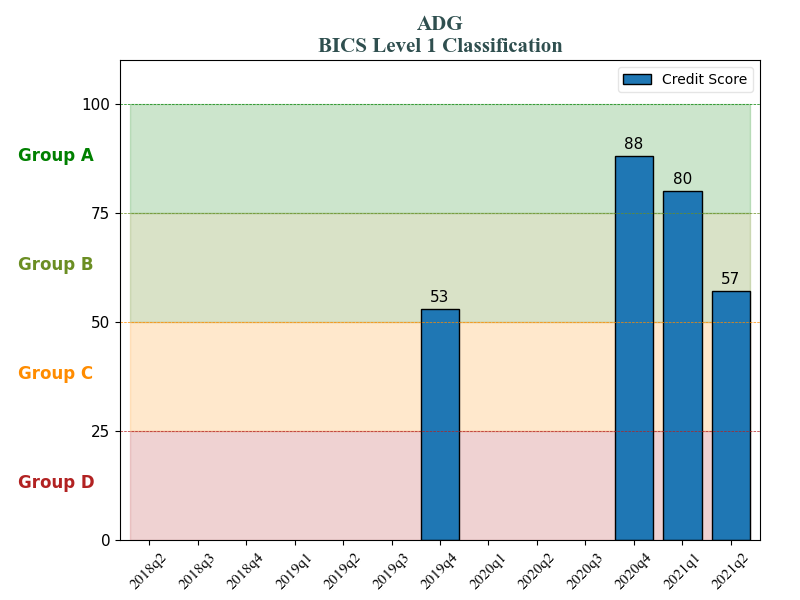 ADG
BICS Level 1 Classification
Credit Score
100
Group A
88
80
75
Group B
57
53
50
Group C
25
Group D
0
2018q2 2018q3 2018q4 2019q1 2019q2 2019q3 2019q4 2020q1 2020q2 2020q3 2020q4 2021q1 2021q2